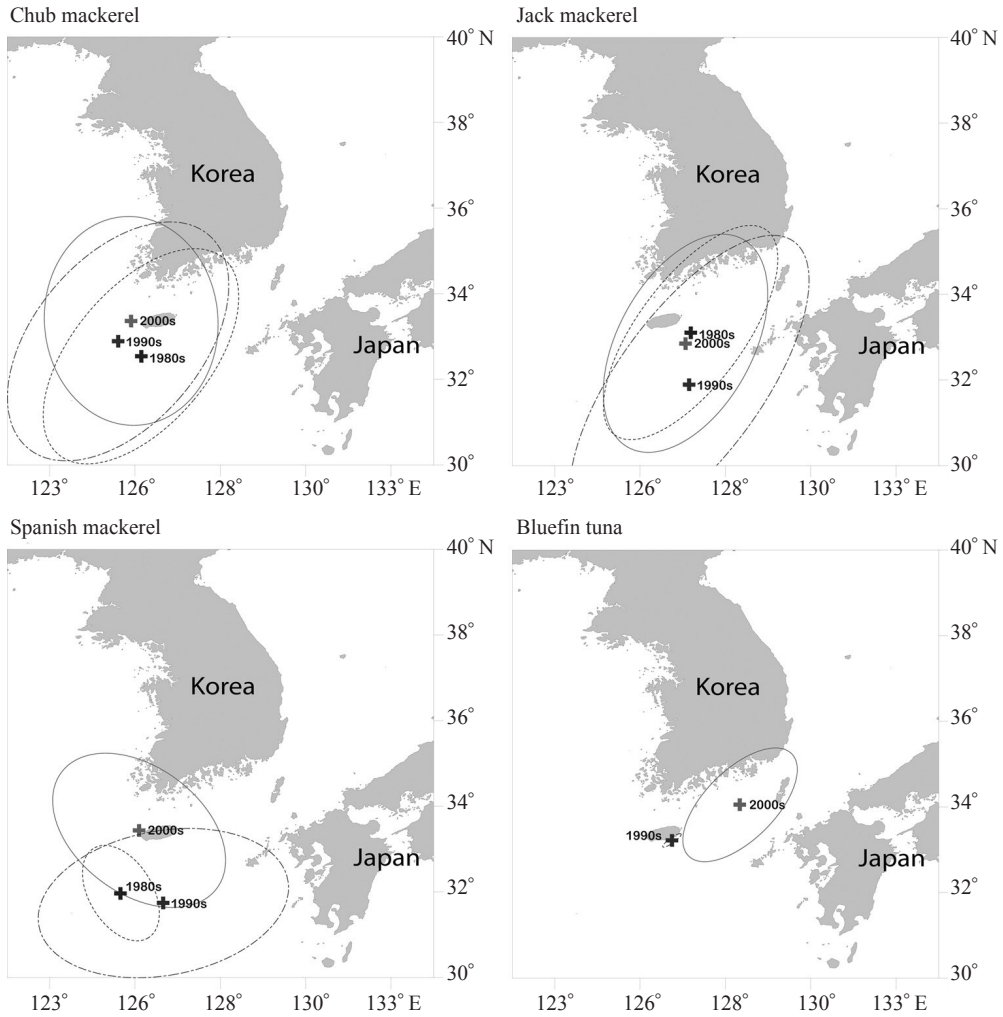 Chub mackerel
Korea
Japan
2000s
1990s
1980s
40° N
38°
36°
34°
32°
30°
123°
126°
128°
130°
133° E
Jack mackerel
Korea
Japan
1980s
2000s
1990s
40° N
38°
36°
34°
32°
30°
123°
126°
128°
130°
133° E
Spanish mackerel
Korea
Japan
2000s
1980s
1990s
40° N
38°
36°
34°
32°
30°
123°
126°
128°
130°
133° E
Bluefin tuna
Korea
Japan
2000s
1990s
40° N
38°
36°
34°
32°
30°
123°
126°
128°
130°
133° E